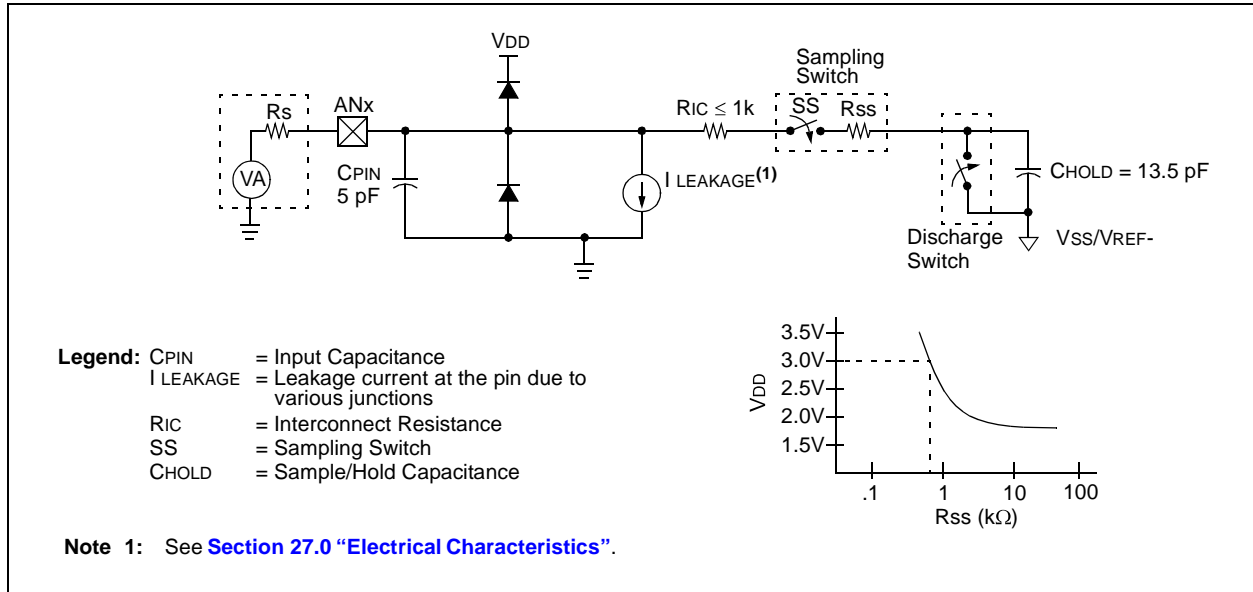 VDD
Sampling
Switch
Rs
ANx
RIC ≤ 1k
SS
Rss
VA
CPIN
5 pF
I LEAKAGE(1)
CHOLD = 13.5 pF
Discharge
Switch
VSS/VREF-
Legend: CPIN = Input Capacitance
I LEAKAGE = Leakage current at the pin due to
various junctions
RIC = Interconnect Resistance
SS = Sampling Switch
CHOLD = Sample/Hold Capacitance
3.5V
3.0V
2.5V
2.0V
1.5V
VDD
.1 1 10 100
Rss (kΩ)
Note 1: See Section 27.0 “Electrical Characteristics”.